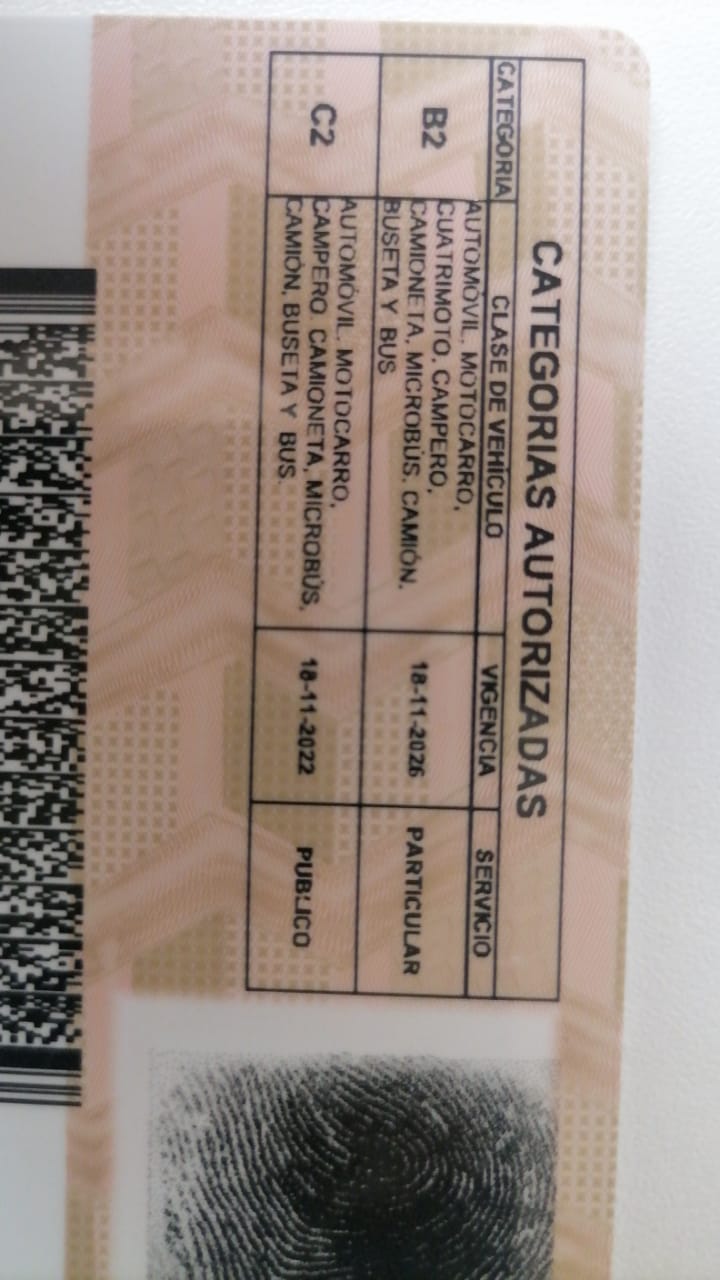 CATEGORIAS AUTORIZADAS
CATEGORIA CLASE DE VEHÍCULO VIGENCIA SERVICIO
B2 AUTOMÓVIL, MOTOCARRO, 18-11-2026 PARTICULAR
CUATRIMOTO, CAMPERO,
CAMIONETA, MICROBÚS, CAMIÓN,
BUSETA Y BUS
C2 AUTOMÓVIL, MOTOCARRO, 18-11-2022 PUBLICO
CAMPERO, CAMIONETA, MICROBÚS,
CAMIÓN, BUSETA Y BUS.